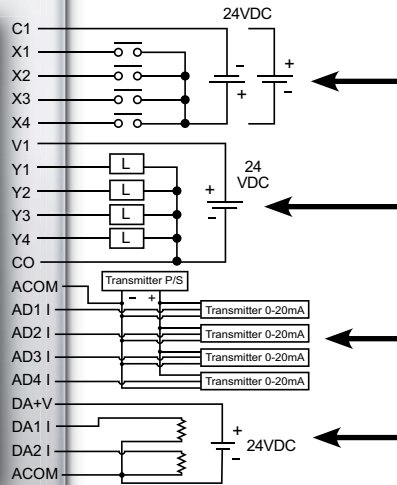 24VDC
C1
X1
X2
X3
X4
- +
+ -
V1
Y1 L
Y2 L
Y3 L
Y4 L
CO
+ 24
- VDC
ACOM
Transmitter P/S
- +
AD1 I Transmitter 0-20mA
AD2 I Transmitter 0-20mA
AD3 I Transmitter 0-20mA
AD4 I Transmitter 0-20mA
DA+V
DA1 I
+
24VDC
-
DA2 I
ACOM